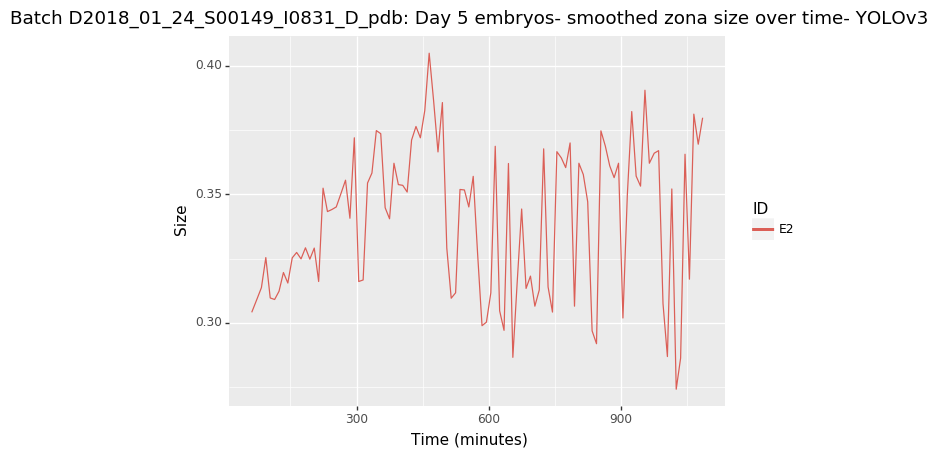 Batch D2018_01_24_S00149_I0831_D_pdb: Day 5 embryos- smoothed zona size over time- YOLOv3
0.40
0.35
0.30
Size
300
600
900
Time (minutes)
ID
E2